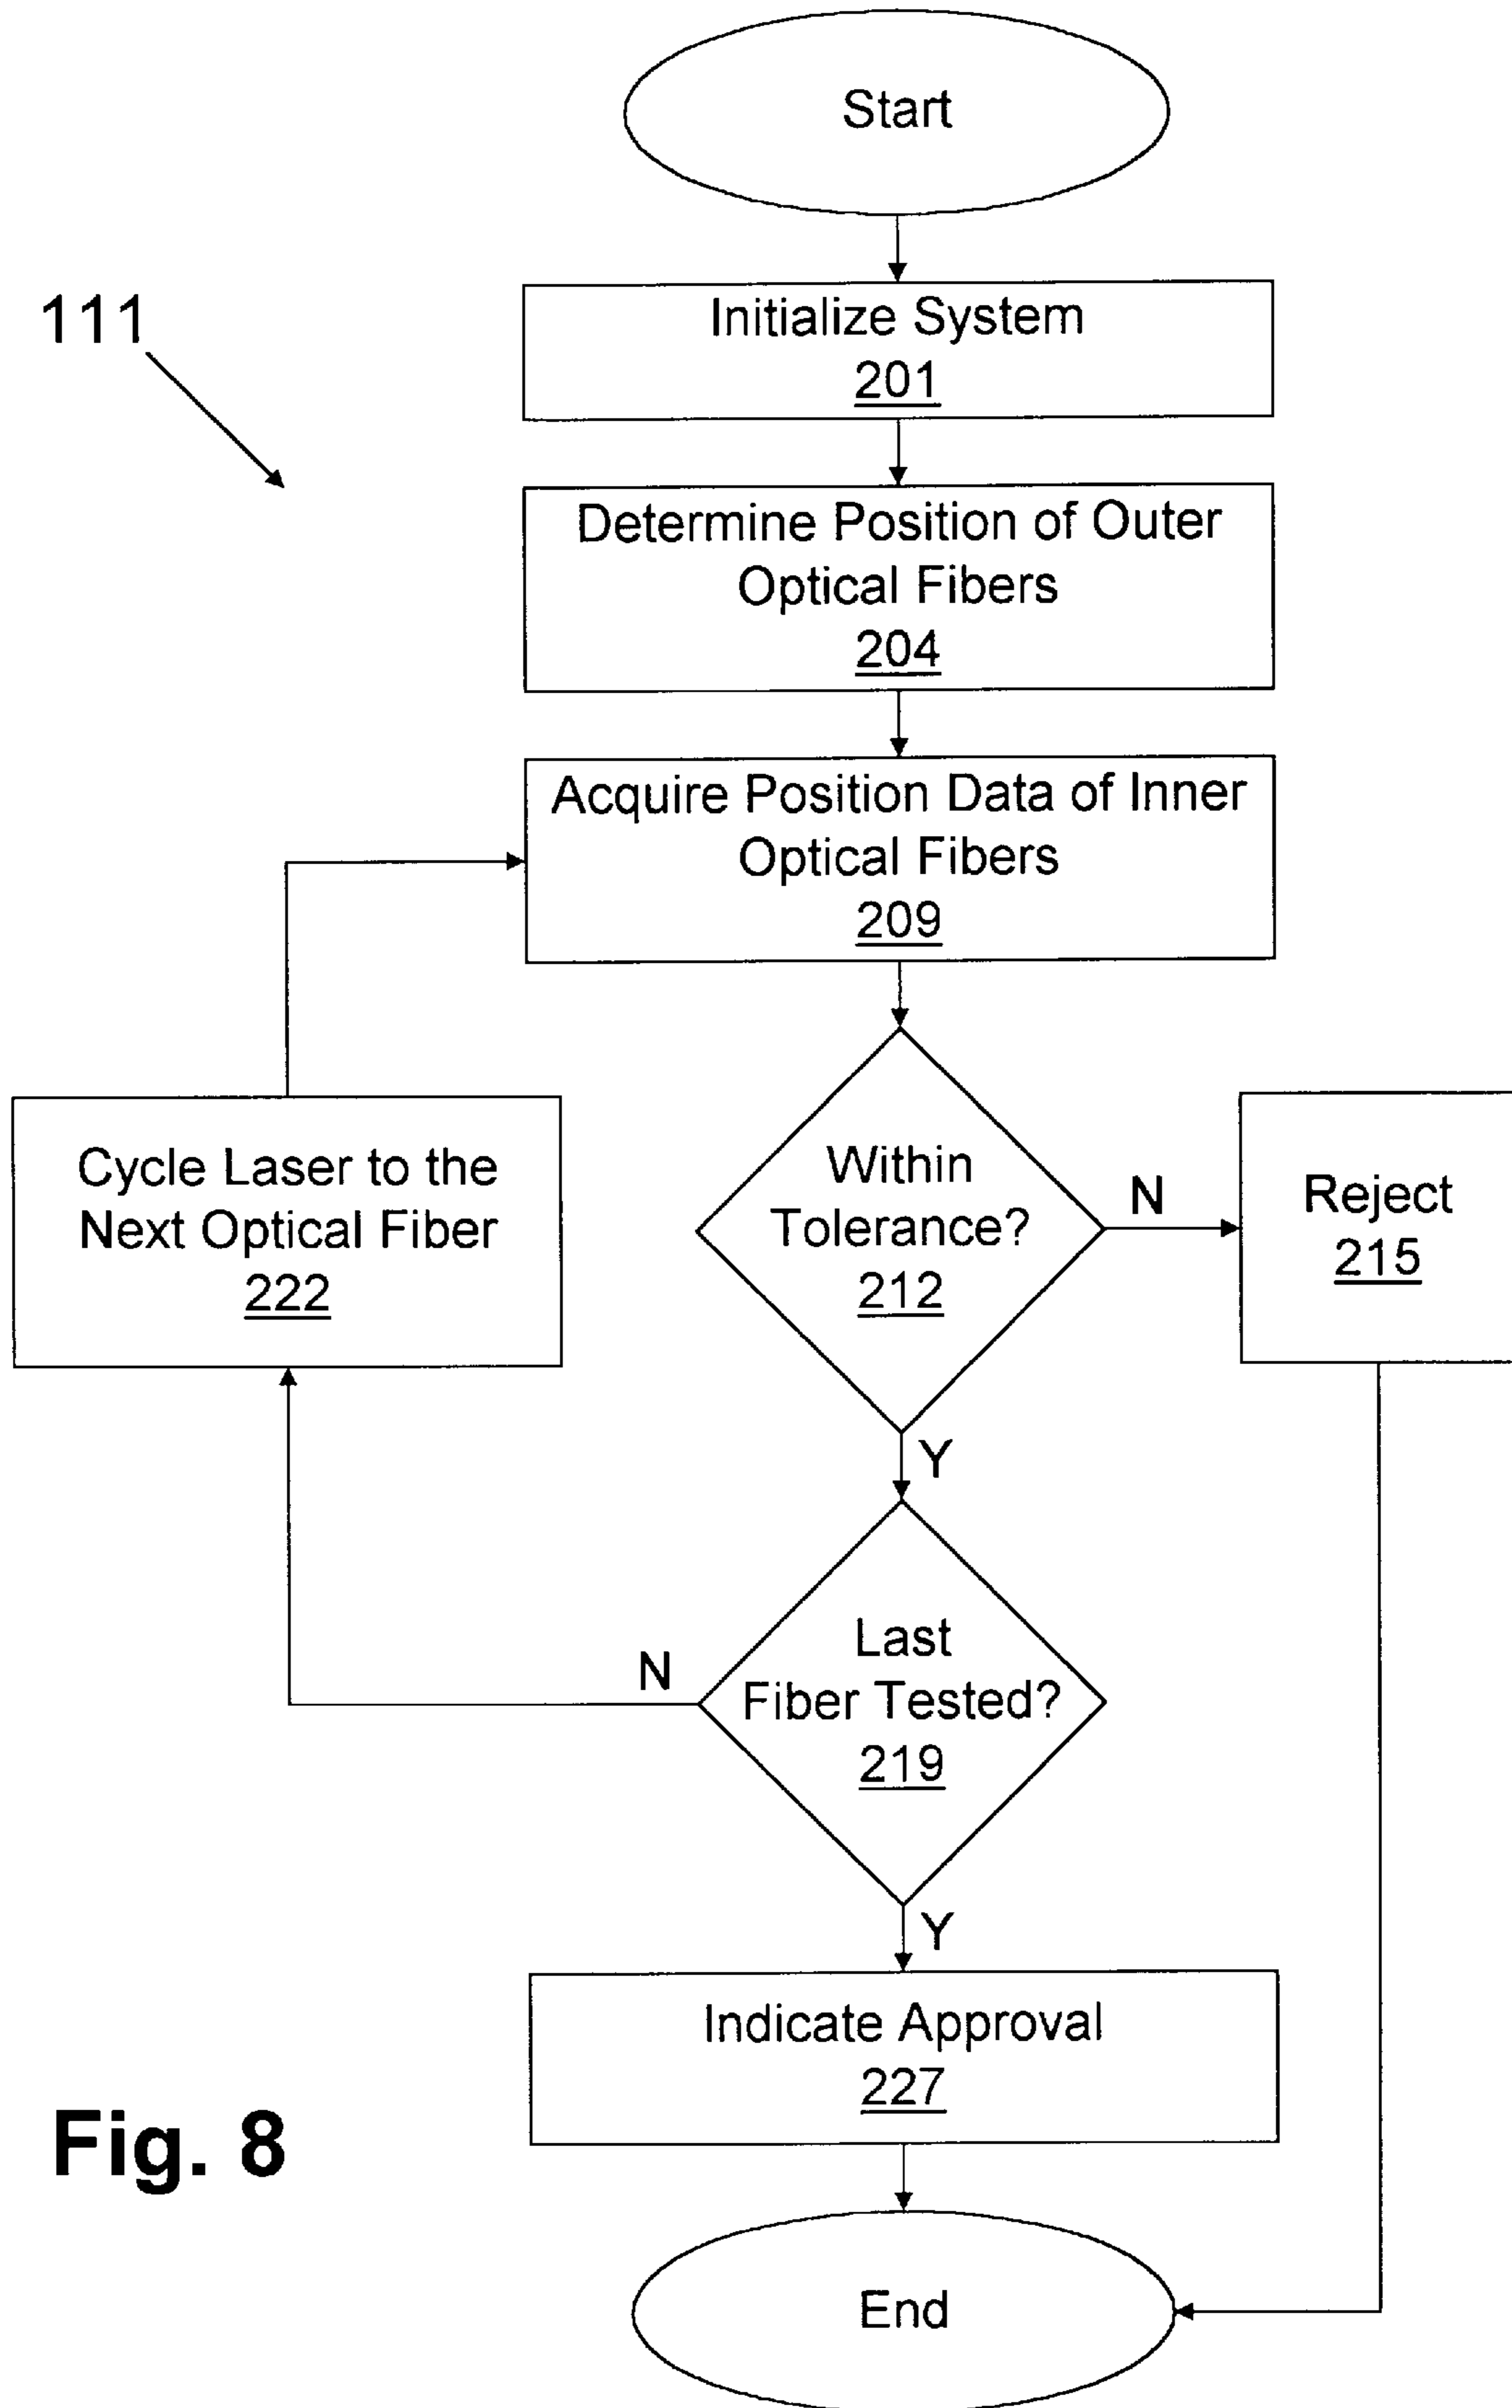 Start
111
Initialize System
201
Determine Position of Outer
Optical Fibers
204
Acquire Position Data of Inner
Optical Fibers
209
Cycle Laser to the
Next Optical Fiber
222
Within
Tolerance?
212
N
Reject
215
Y
Last
Fiber Tested?
219
N
Y
Indicate Approval
227
Fig. 8
End